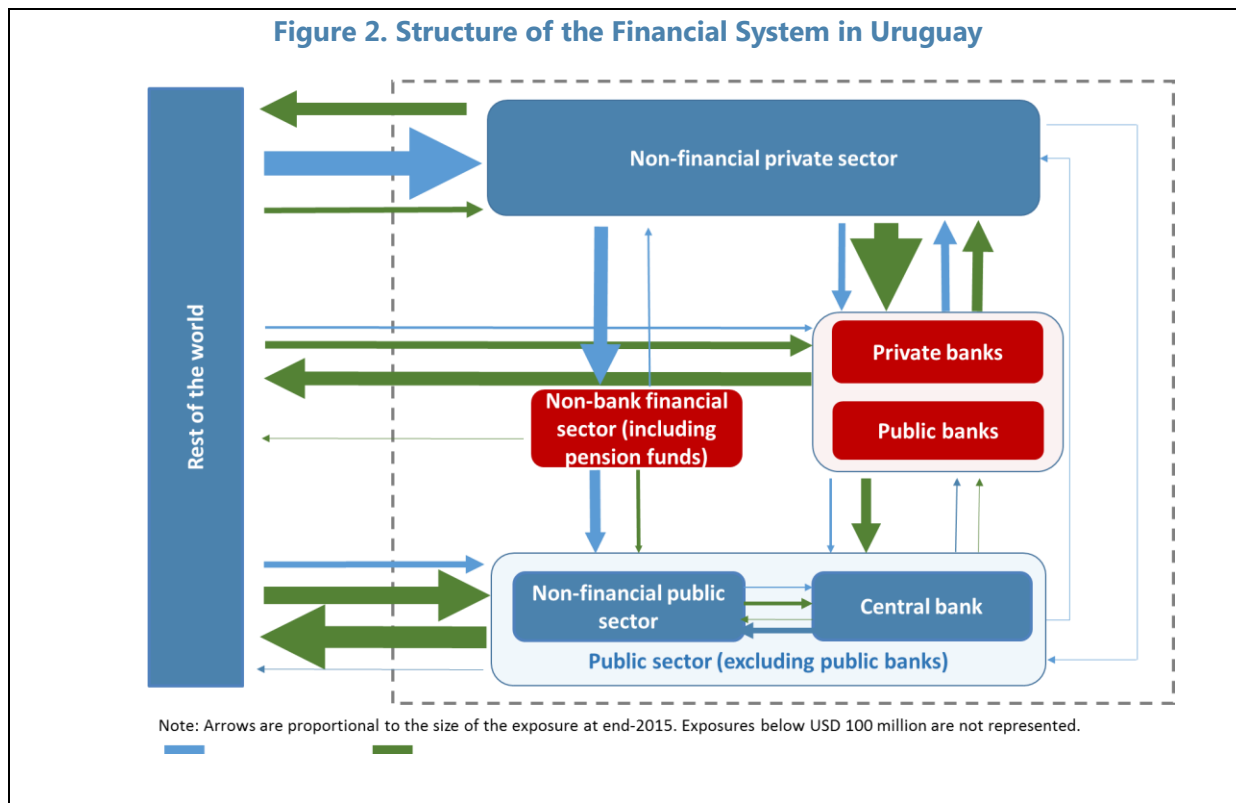 Figure 2. Structure of the Financial System in Uruguay
Rest of the world
Non-financial private sector
Private banks
Public banks
Non-bank financial
sector (including
pension funds)
Non-financial public
sector
Central bank
Public sector (excluding public banks)
Note: Arrows are proportional to the size of the exposure at end-2015. Exposures below USD 100 million are not represented.